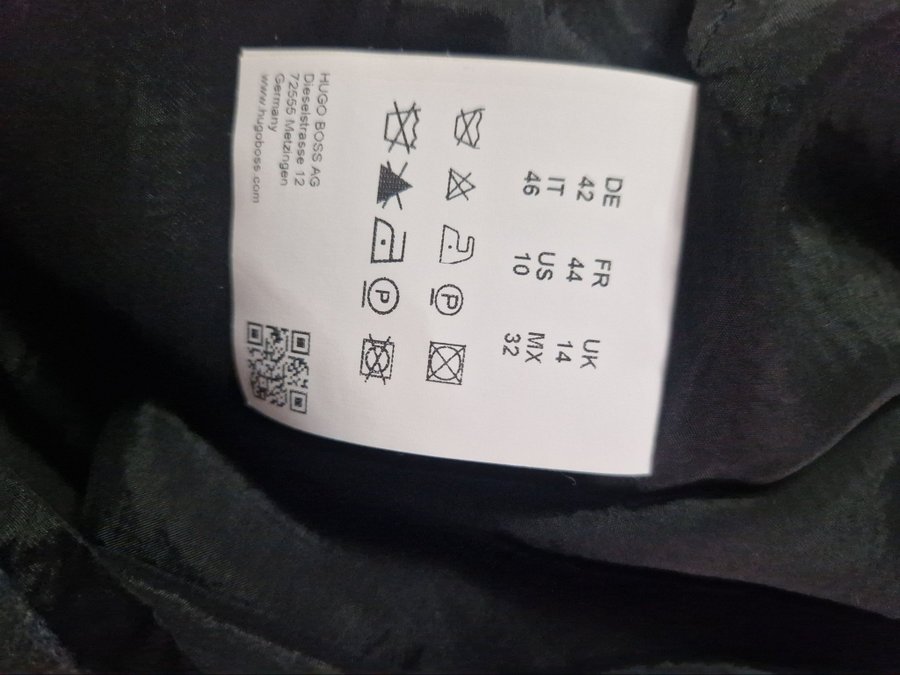 DE FR UK
42 44 14
IT US MX
46 10 32
P
P
HUGO BOSS AG
Dieselstrasse 12
72555 Metzingen
Germany
www.hugoboss.com